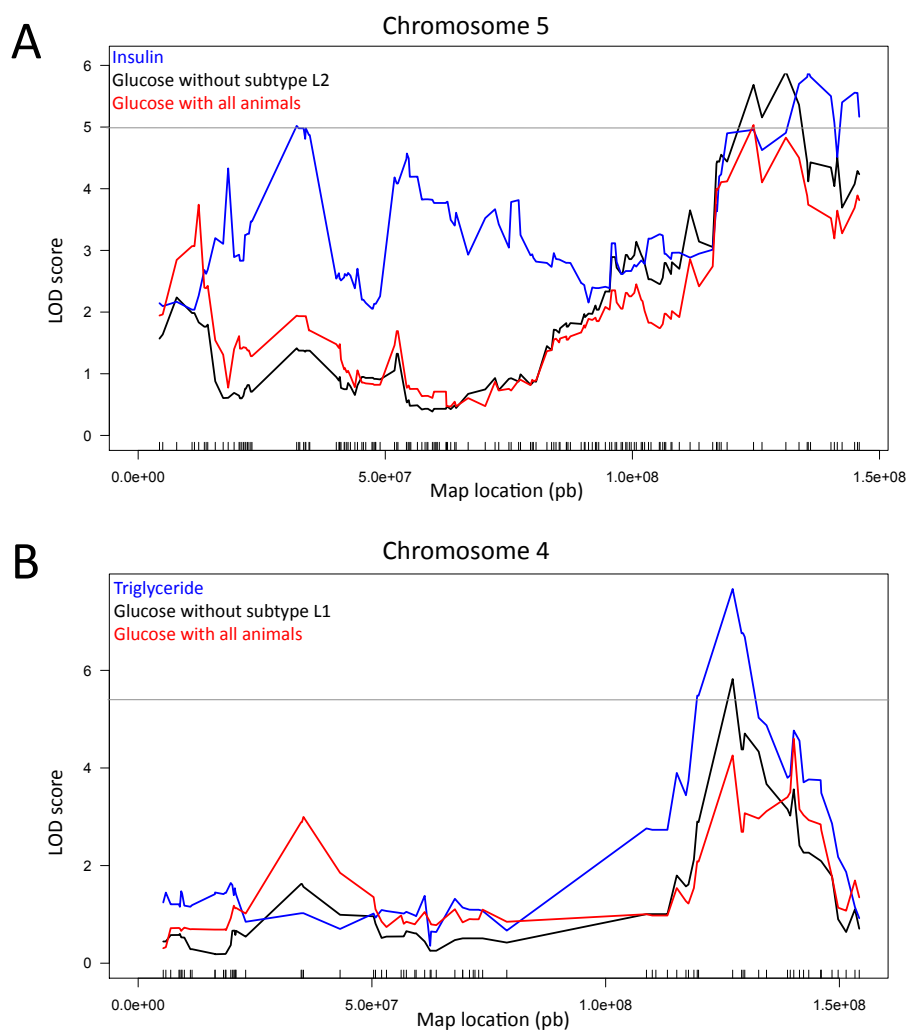 A
Chromosome 5
Insulin
Glucose without subtype L2
Glucose with all animals
LOD score
6
5
4
3
2
1
0
0.0e+00 5.0e+07 1.0e+08 1.5e+08
Map location (pb)
B
Chromosome 4
Triglyceride
Glucose without subtype L1
Glucose with all animals
LOD score
6
4
2
0
0.0e+00 5.0e+07 1.0e+08 1.5e+08
Map location (pb)